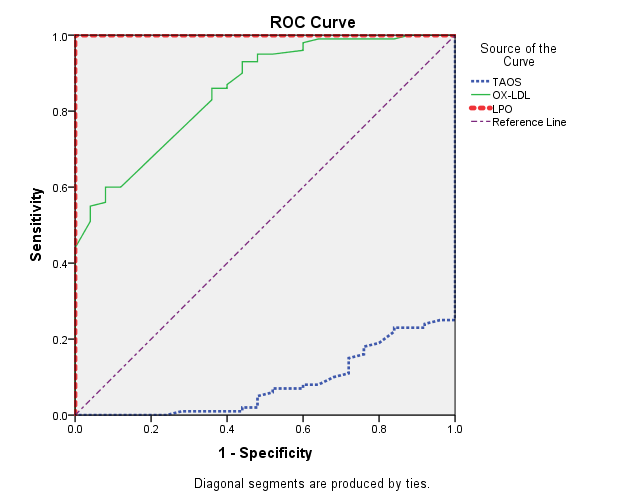 ROC Curve
Sensitivity
1.0
0.8
0.6
0.4
0.2
0.0
0.0 0.2 0.4 0.6 0.8 1.0
1 - Specificity
Source of the
Curve
TAOS
OX-LDL
LPO
Reference Line
Diagonal segments are produced by ties.